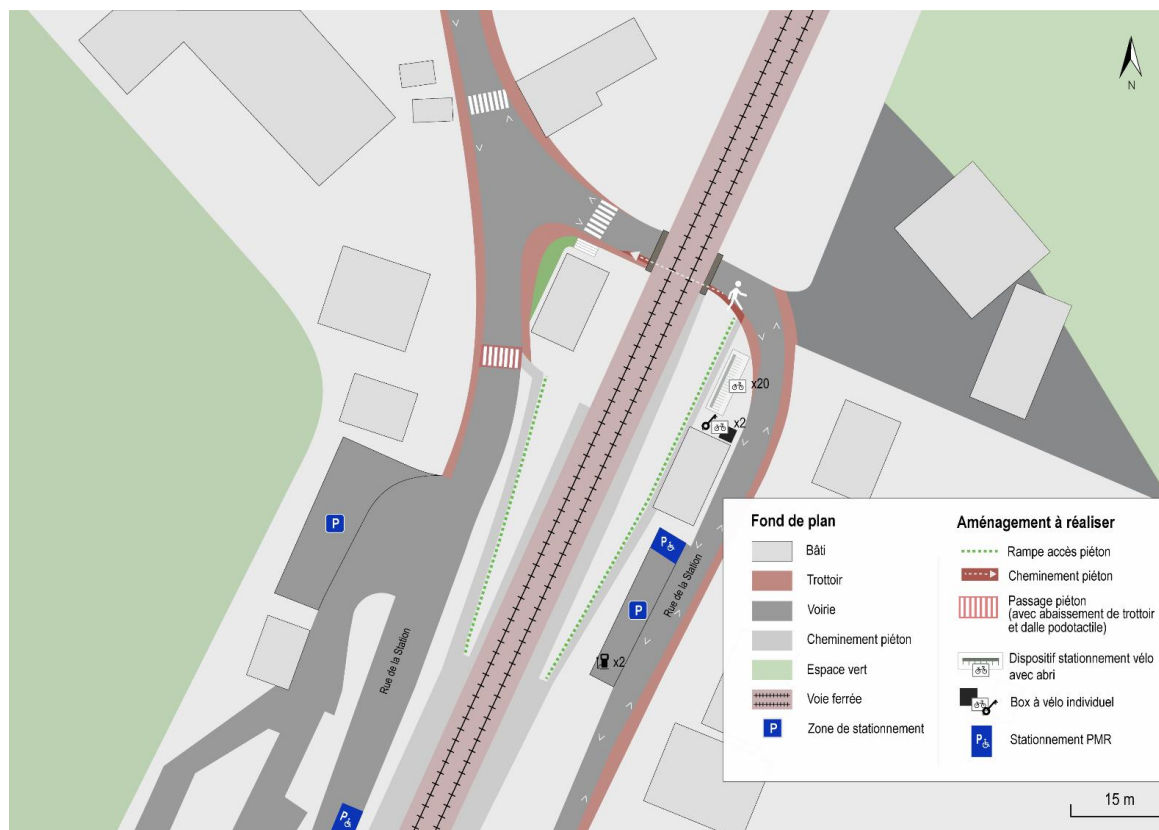 N
x20
x2
P
P
P
Rue de la Station
x2
Rue de la Station
P
Fond de plan
Bâti
Trottoir
Voirie
Cheminement piéton
Espace vert
Voie ferrée
P
Zone de stationnement
Aménagement à réaliser
Rampe accès piéton
Cheminement piéton
Passage piéton
(avec abaissement de trottoir
et dalle podotactile)
Dispositif stationnement vélo
avec abri
Box à vélo individuel
P
Stationnement PMR
15 m